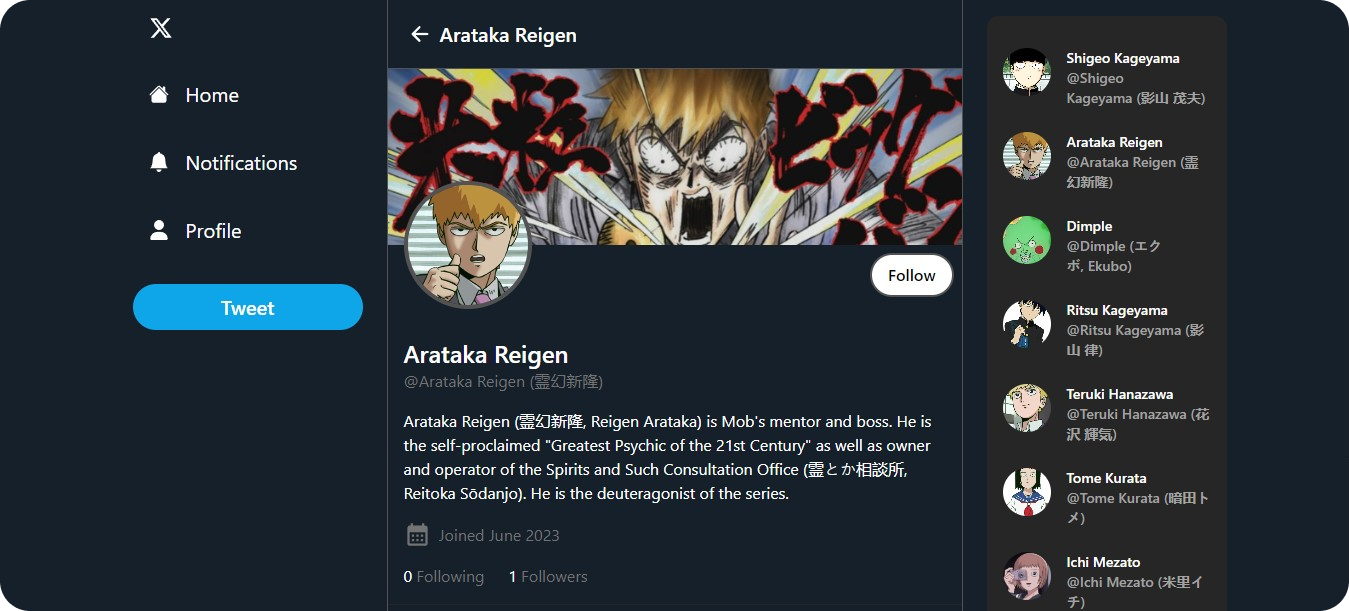 Home
Notifications
Profile
Tweet
Arataka Reigen
Follow
Arataka Reigen
@Arataka Reigen (霊幻新隆)
Arataka Reigen (霊幻新隆, Reigen Arataka) is Mob's mentor and boss. He is
the self-proclaimed "Greatest Psychic of the 21st Century" as well as owner
and operator of the Spirits and Such Consultation Office (霊とか相談所,
Reitoka Sōdanjo). He is the deuteragonist of the series.
Joined June 2023
0 Following 1 Followers
Shigeo Kageyama
@Shigeo
Kageyama (影山 茂夫)
Arataka Reigen
@Arataka Reigen (霊
幻新隆)
Dimple
@Dimple (エク
ボ, Ekubo)
Ritsu Kageyama
@Ritsu Kageyama (影
山 律)
Teruki Hanazawa
@Teruki Hanazawa (花
沢 輝気)
Tome Kurata
@Tome Kurata (暗田ト
メ)
Ichi Mezato
@Ichi Mezato (米里イ
チ)